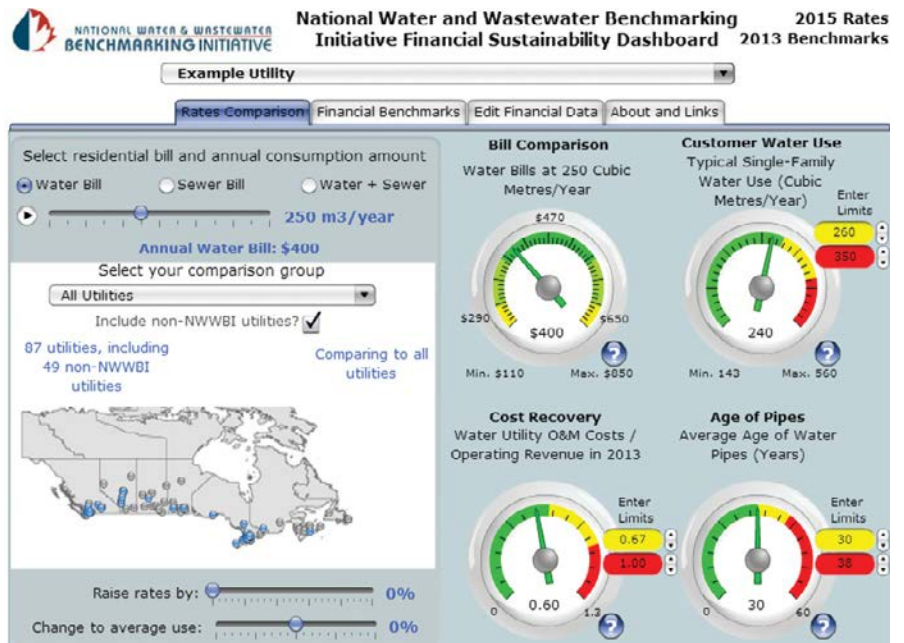 NATIONAL WATER & WASTEWATER
BENCHMARKING INITIATIVE
National Water and Wastewater Benchmarking
Initiative Financial Sustainability Dashboard
2015 Rates
2013 Benchmarks
Example Utility
Rates Comparison
Financial Benchmarks
Edit Financial Data
About and Links
Select residential bill and annual consumption amount
Water Bill
Sewer Bill
Water + Sewer
250 m3/year
Annual Water Bill: $400
Select your comparison group
All Utilities
Include non-NWWBI utilities?
87 utilities, including
49 non-NWWBI
utilities
Comparing to all
utilities
Raise rates by:
0%
Change to average use:
0%
Bill Comparison
Water Bills at 250 Cubic
Metres/Year
$470
$290
$650
$400
?
Min. $110
Max. $850
Customer Water Use
Typical Single-Family
Water Use (Cubic
Metres/Year)
Enter
Limits
260
350
240
?
Min. 143
Max. 560
Cost Recovery
Water Utility O&M Costs /
Operating Revenue in 2013
Enter
Limits
0.67
1.00
0
0.60
1.3
?
Age of Pipes
Average Age of Water
Pipes (Years)
Enter
Limits
30
38
0
30
60
?